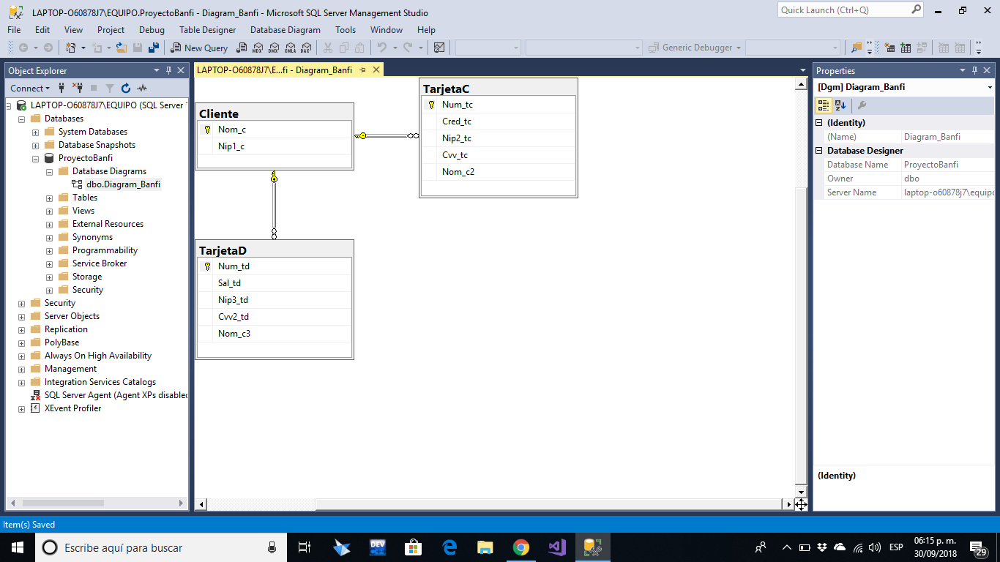 LAPTOP-O60878J7\EQUIPO.ProyectoBanfi - Diagram_Banfi - Microsoft SQL Server Management Studio
Quick Launch (Ctrl+Q)
File Edit View Project Debug Table Designer Database Diagram Tools Window Help
New Query
MDX DMX XMLA DAX
Generic Debugger
Object Explorer
Connect
LAPTOP-O60878J7\EQUIPO (SQL Server
Databases
System Databases
Database Snapshots
ProyectoBanfi
Database Diagrams
dbo.Diagram_Banfi
Tables
Views
External Resources
Synonyms
Programmability
Service Broker
Storage
Security
Security
Server Objects
Replication
PolyBase
Always On High Availability
Management
Integration Services Catalogs
SQL Server Agent (Agent XPs disabled
XEvent Profiler
LAPTOP-O60878J7\E...fi - Diagram_Banfi
Cliente
Nom_c
Nip1_c
TarjetaC
Num_tc
Cred_tc
Nip2_tc
Cvv_tc
Nom_c2
TarjetaD
Num_td
Sal_td
Nip3_td
Cvv2_td
Nom_c3
Properties
[Dgm] Diagram_Banfi
(Identity)
(Name) Diagram_Banfi
Database Designer
Database Name ProyectoBanfi
Owner dbo
Server Name laptop-o60878j7\equipo
(Identity)
Item(s) Saved
Escribe aquí para buscar
DEV
ESP
06:15 p. m.
30/09/2018
29